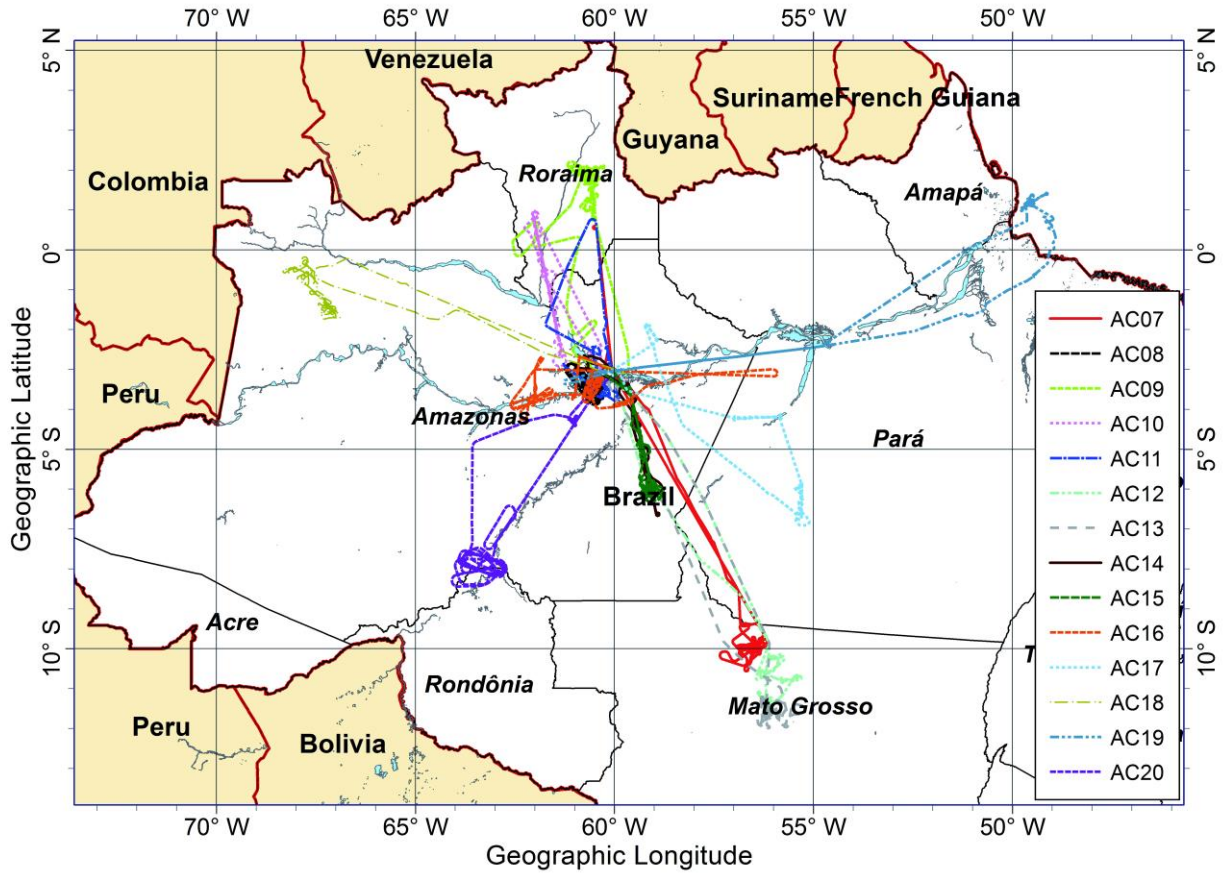 70° W 65° W 60° W 55° W 50° W
5° N
5° N
Venezuela
Suriname
French Guiana
Guyana
Colombia
Roraima
Amapá
0°
0°
AC07
AC08
AC09
AC10
AC11
AC12
AC13
AC14
AC15
AC16
AC17
AC18
AC19
AC20
Peru
Amazonas
Pará
5° S
5° S
Brazil
Acre
10° S
10° S
T
Rondônia
Mato Grosso
Peru
Bolivia
70° W 65° W 60° W 55° W 50° W
Geographic Longitude
Geographic Latitude